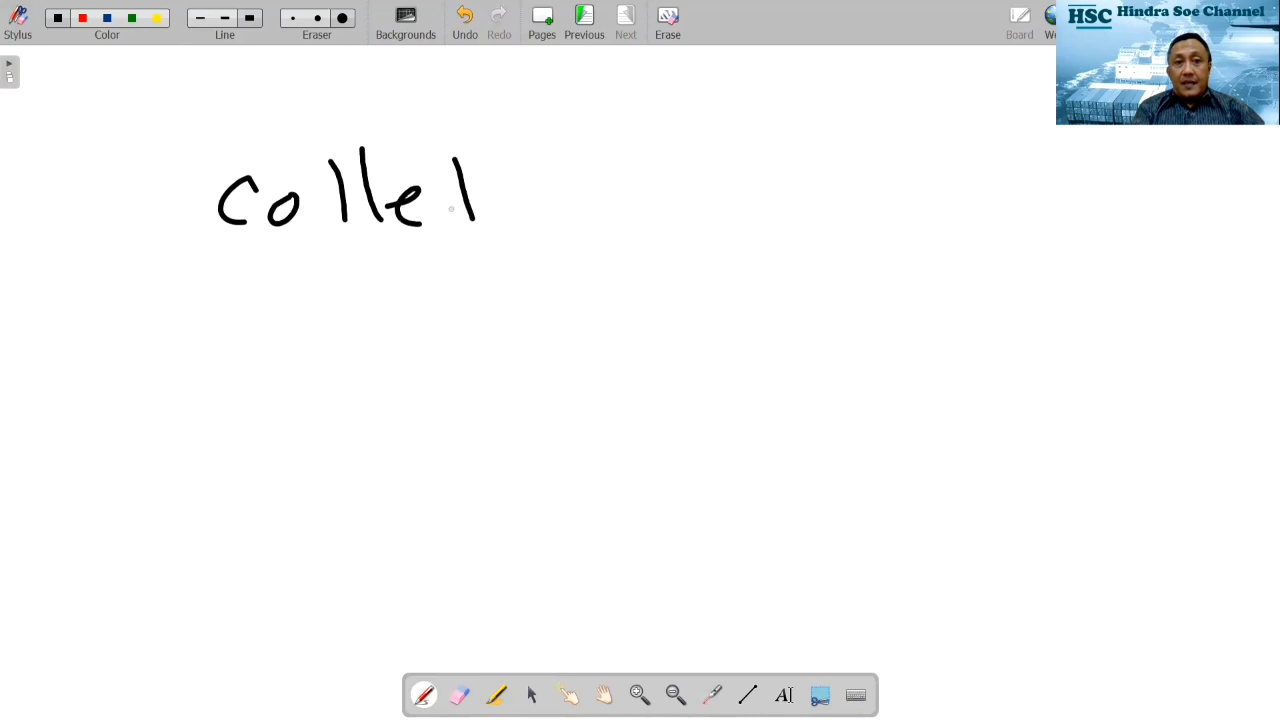 Stylus
Color
Line
Eraser
Backgrounds
Undo
Redo
Pages
Previous
Next
Erase
Board
HSC Hindra Soe Channel
collel